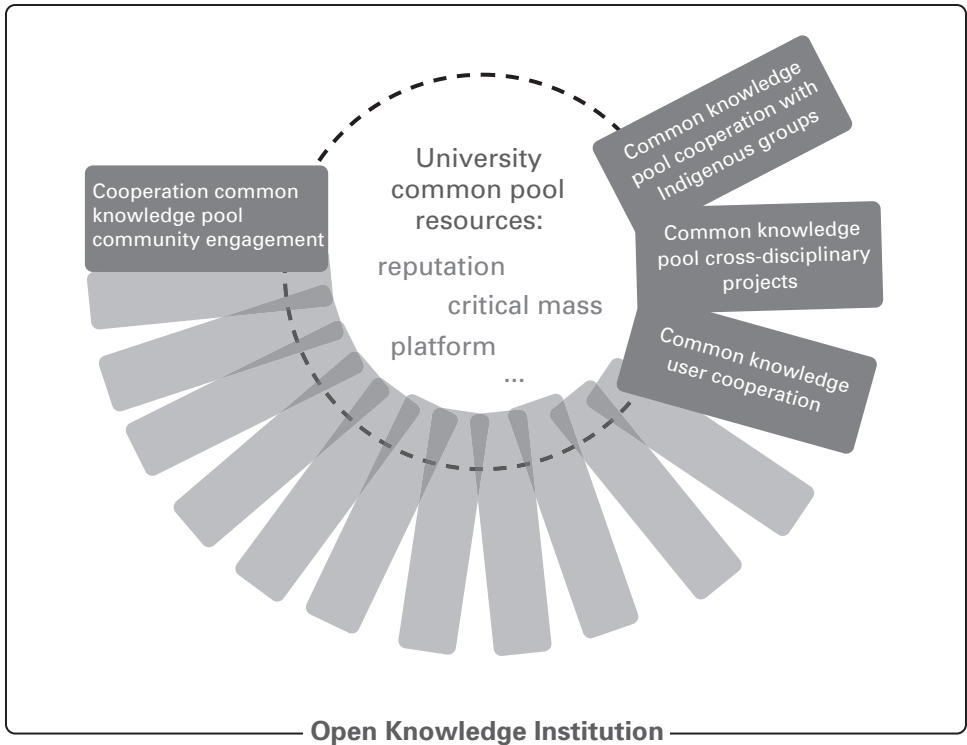 Common knowledge
pool cooperation with
Indigenous groups
University
common pool
resources:
Cooperation common
knowledge pool
community engagement
Common knowledge
pool cross-disciplinary
projects
reputation
critical mass
platform
...
Common knowledge
user cooperation
Open Knowledge Institution